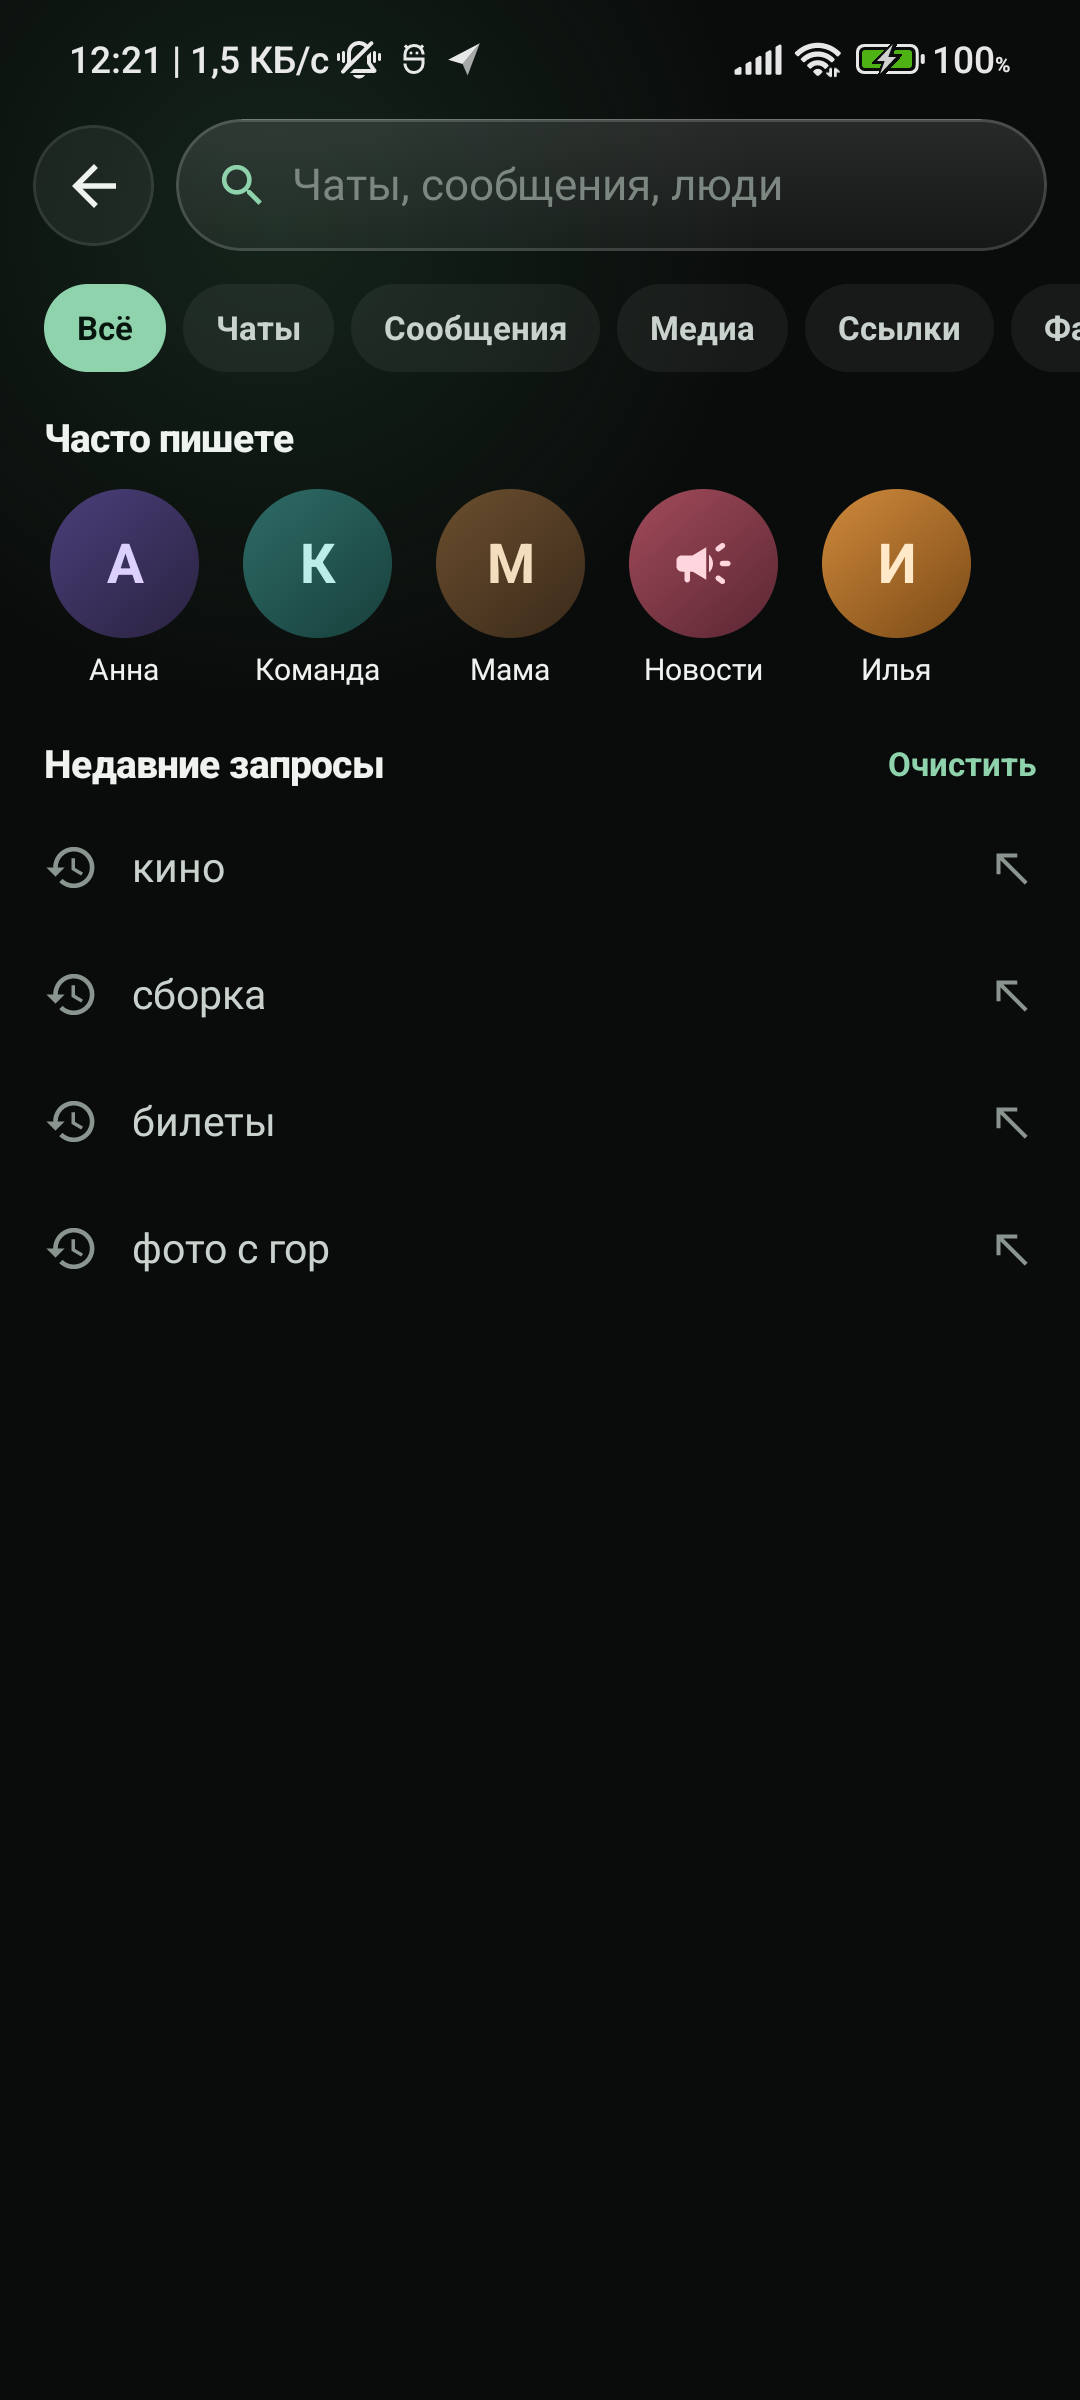 12:21 | 1,5 КБ/с 100%
Чаты, сообщения, люди
Всё Чаты Сообщения Медиа Ссылки Фа
Часто пишете
А К М И
Анна Команда Мама Новости Илья
Недавние запросы Очистить
кино
сборка
билеты
фото с гор